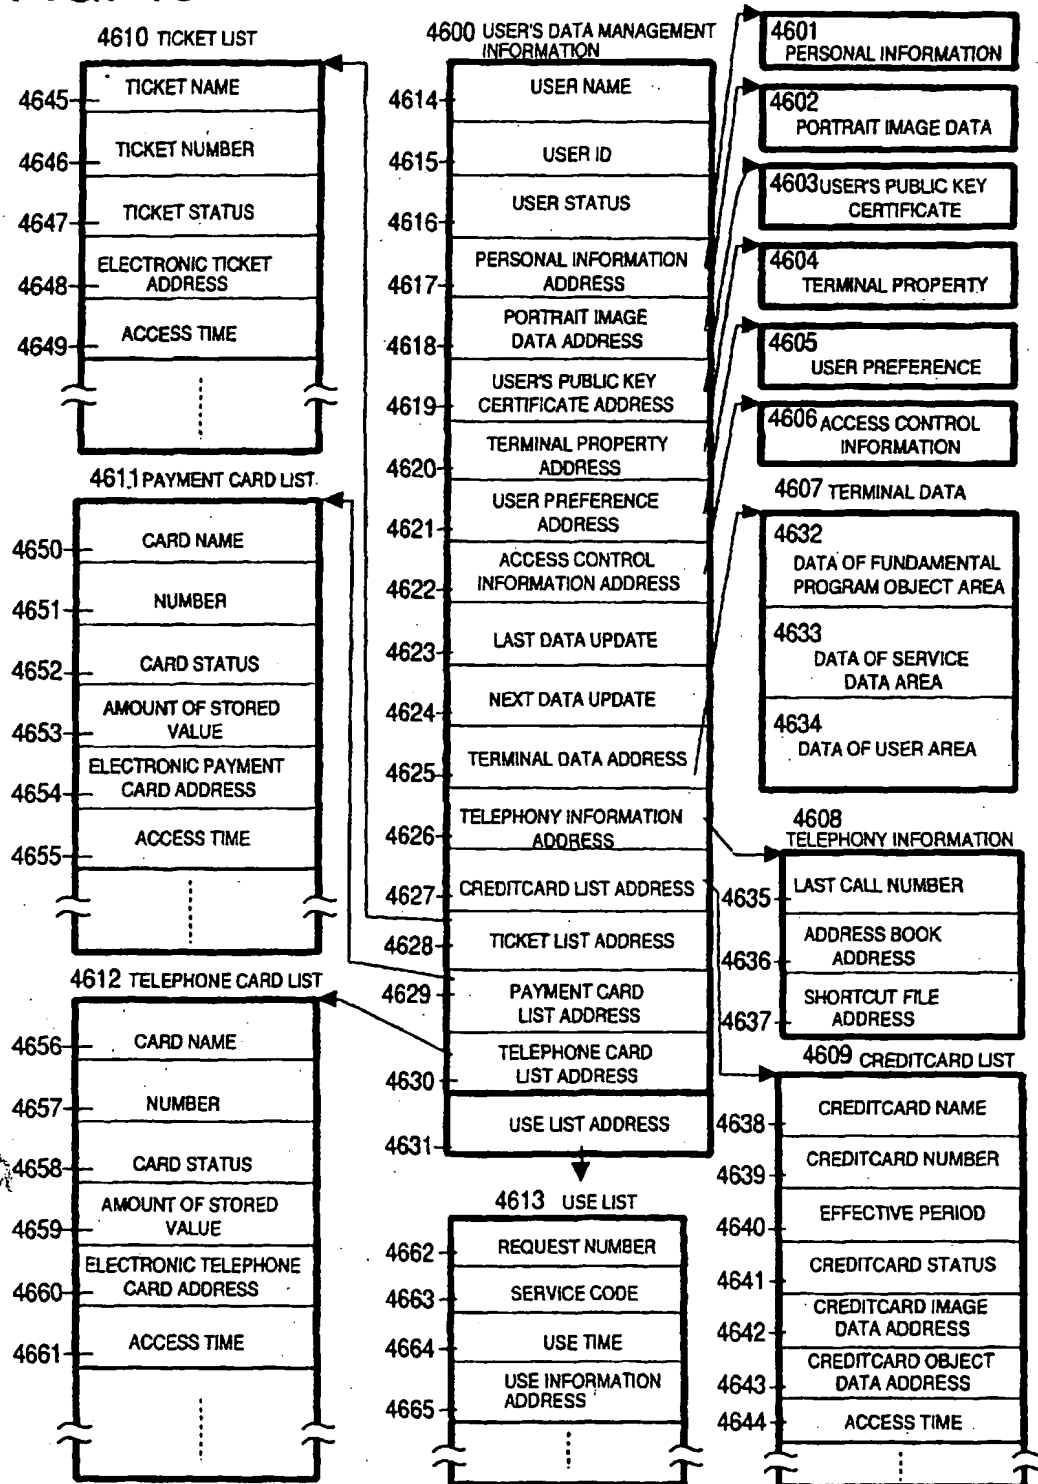 4610 TICKET LIST
4645 TICKET NAME
4646 TICKET NUMBER
4647 TICKET STATUS
4648 ELECTRONIC TICKET
ADDRESS
4649 ACCESS TIME
4611 PAYMENT CARD LIST
4650 CARD NAME
4651 NUMBER
4652 CARD STATUS
4653 AMOUNT OF STORED
VALUE
4654 ELECTRONIC PAYMENT
CARD ADDRESS
4655 ACCESS TIME
4612 TELEPHONE CARD LIST
4656 CARD NAME
4657 NUMBER
4658 CARD STATUS
4659 AMOUNT OF STORED
VALUE
4660 ELECTRONIC TELEPHONE
CARD ADDRESS
4661 ACCESS TIME
4600 USER'S DATA MANAGEMENT
INFORMATION
4614 USER NAME
4615 USER ID
4616 USER STATUS
4617 PERSONAL INFORMATION
ADDRESS
4618 PORTRAIT IMAGE
DATA ADDRESS
4619 USER'S PUBLIC KEY
CERTIFICATE ADDRESS
4620 TERMINAL PROPERTY
ADDRESS
4621 USER PREFERENCE
ADDRESS
4622 ACCESS CONTROL
INFORMATION ADDRESS
4623 LAST DATA UPDATE
4624 NEXT DATA UPDATE
4625 TERMINAL DATA ADDRESS
4626 TELEPHONY INFORMATION
ADDRESS
4627 CREDITCARD LIST ADDRESS
4628 TICKET LIST ADDRESS
4629 PAYMENT CARD
LIST ADDRESS
4630 TELEPHONE CARD
LIST ADDRESS
4631 USE LIST ADDRESS
4613 USE LIST
4662 REQUEST NUMBER
4663 SERVICE CODE
4664 USE TIME
4665 USE INFORMATION
ADDRESS
4601
PERSONAL INFORMATION
4602
PORTRAIT IMAGE DATA
4603 USER'S PUBLIC KEY
CERTIFICATE
4604
TERMINAL PROPERTY
4605
USER PREFERENCE
4606 ACCESS CONTROL
INFORMATION
4607 TERMINAL DATA
4632
DATA OF FUNDAMENTAL
PROGRAM OBJECT AREA
4633
DATA OF SERVICE
DATA AREA
4634
DATA OF USER AREA
4608
TELEPHONY INFORMATION
4635 LAST CALL NUMBER
4636 ADDRESS BOOK
ADDRESS
4637 SHORTCUT FILE
ADDRESS
4609 CREDITCARD LIST
4638 CREDITCARD NAME
4639 CREDITCARD NUMBER
4640 EFFECTIVE PERIOD
4641 CREDITCARD STATUS
4642 CREDITCARD IMAGE
DATA ADDRESS
4643 CREDITCARD OBJECT
DATA ADDRESS
4644 ACCESS TIME